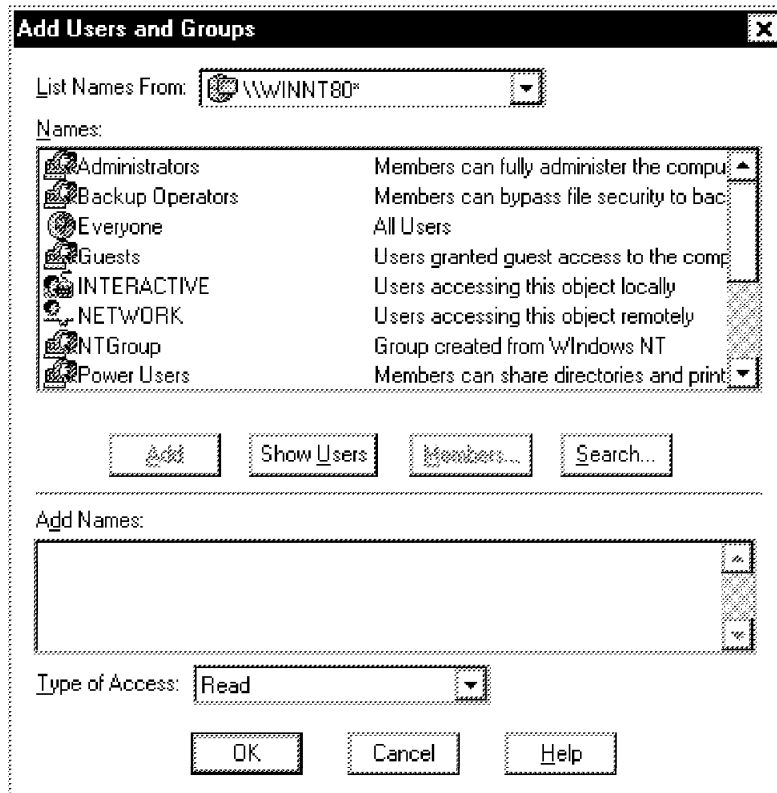 Add Users and Groups
List Names From: \\WINNT80*
Names:
Administrators Members can fully administer the compu
Backup Operators Members can bypass file security to bac
Everyone All Users
Guests Users granted guest access to the comp
INTERACTIVE Users accessing this object locally
NETWORK Users accessing this object remotely
NTGroup Group created from WIndows NT
Power Users Members can share directories and print
Add Show Users Members... Search...
Add Names:
Type of Access: Read
OK Cancel Help